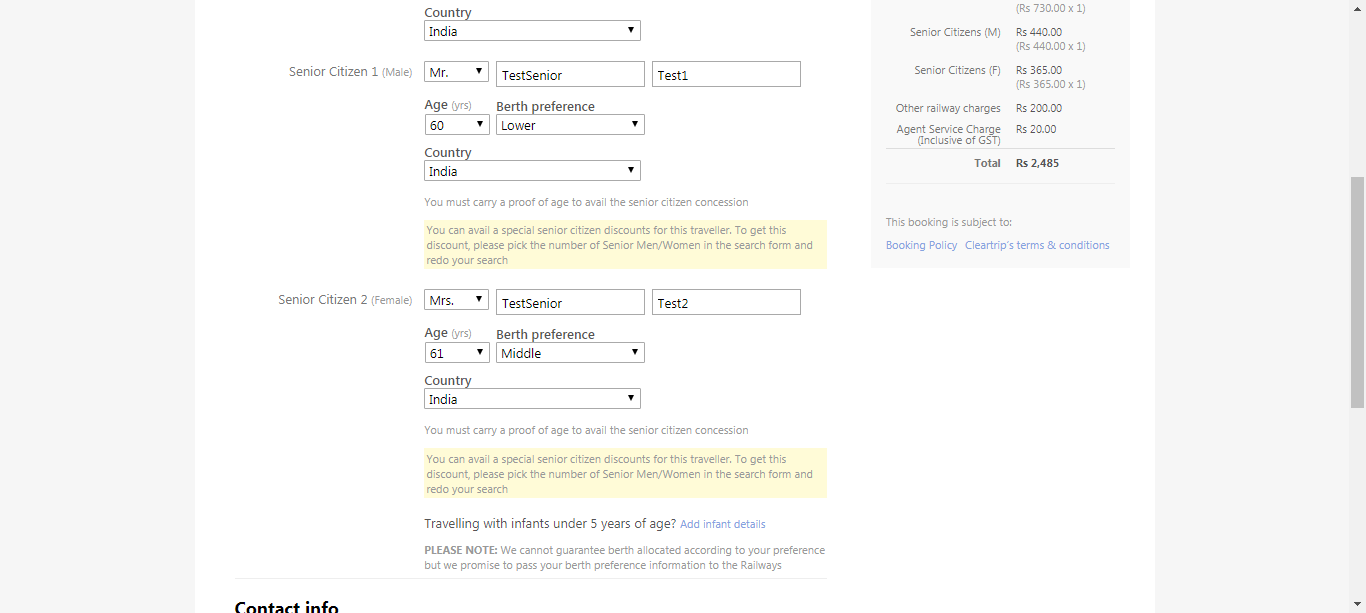 Country
India
Senior Citizen 1 (Male) Mr. TestSenior Test1
Age (yrs) Berth preference
60 Lower
Country
India
You must carry a proof of age to avail the senior citizen concession
You can avail a special senior citizen discounts for this traveller. To get this
discount, please pick the number of Senior Men/Women in the search form and
redo your search
Senior Citizen 2 (Female) Mrs. TestSenior Test2
Age (yrs) Berth preference
61 Middle
Country
India
You must carry a proof of age to avail the senior citizen concession
You can avail a special senior citizen discounts for this traveller. To get this
discount, please pick the number of Senior Men/Women in the search form and
redo your search
Travelling with infants under 5 years of age? Add infant details
PLEASE NOTE: We cannot guarantee berth allocated according to your preference
but we promise to pass your berth preference information to the Railways
Contact info
(Rs 730.00 x 1)
Senior Citizens (M) Rs 440.00
(Rs 440.00 x 1)
Senior Citizens (F) Rs 365.00
(Rs 365.00 x 1)
Other railway charges Rs 200.00
Agent Service Charge Rs 20.00
(Inclusive of GST)
Total Rs 2,485
This booking is subject to:
Booking Policy Cleartrip's terms & conditions